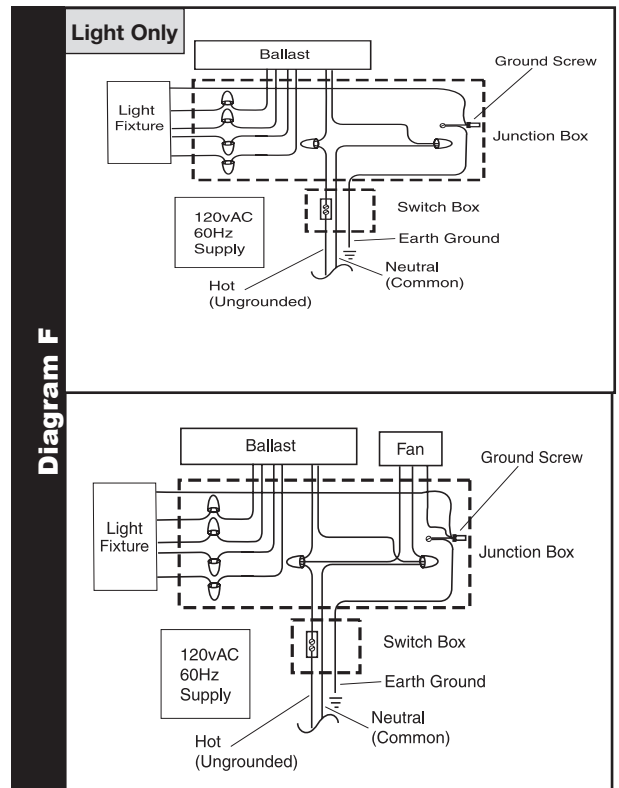 Diagram F
Light Only
Ballast
Ground Screw
Light
Fixture
Junction Box
120vAC
60Hz
Supply
Switch Box
Earth Ground
Neutral
(Common)
Hot
(Ungrounded)
Ballast
Fan
Ground Screw
Light
Fixture
Junction Box
120vAC
60Hz
Supply
Switch Box
Earth Ground
Neutral
(Common)
Hot
(Ungrounded)